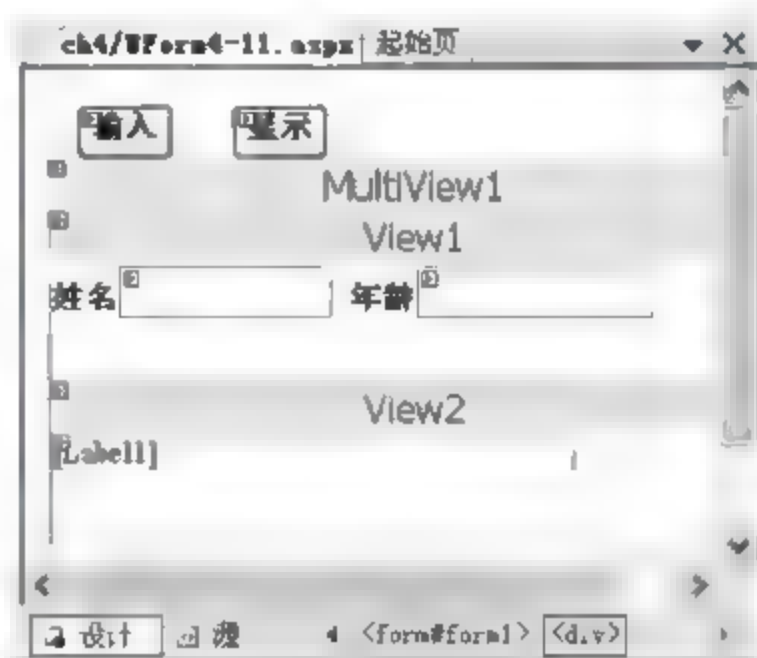 ch4/WForm4-11.aspx 起始页
输入 显示
MultiView1
View1
姓名 年龄
View2
[Label1]
设计 源 <form#form1> <div>